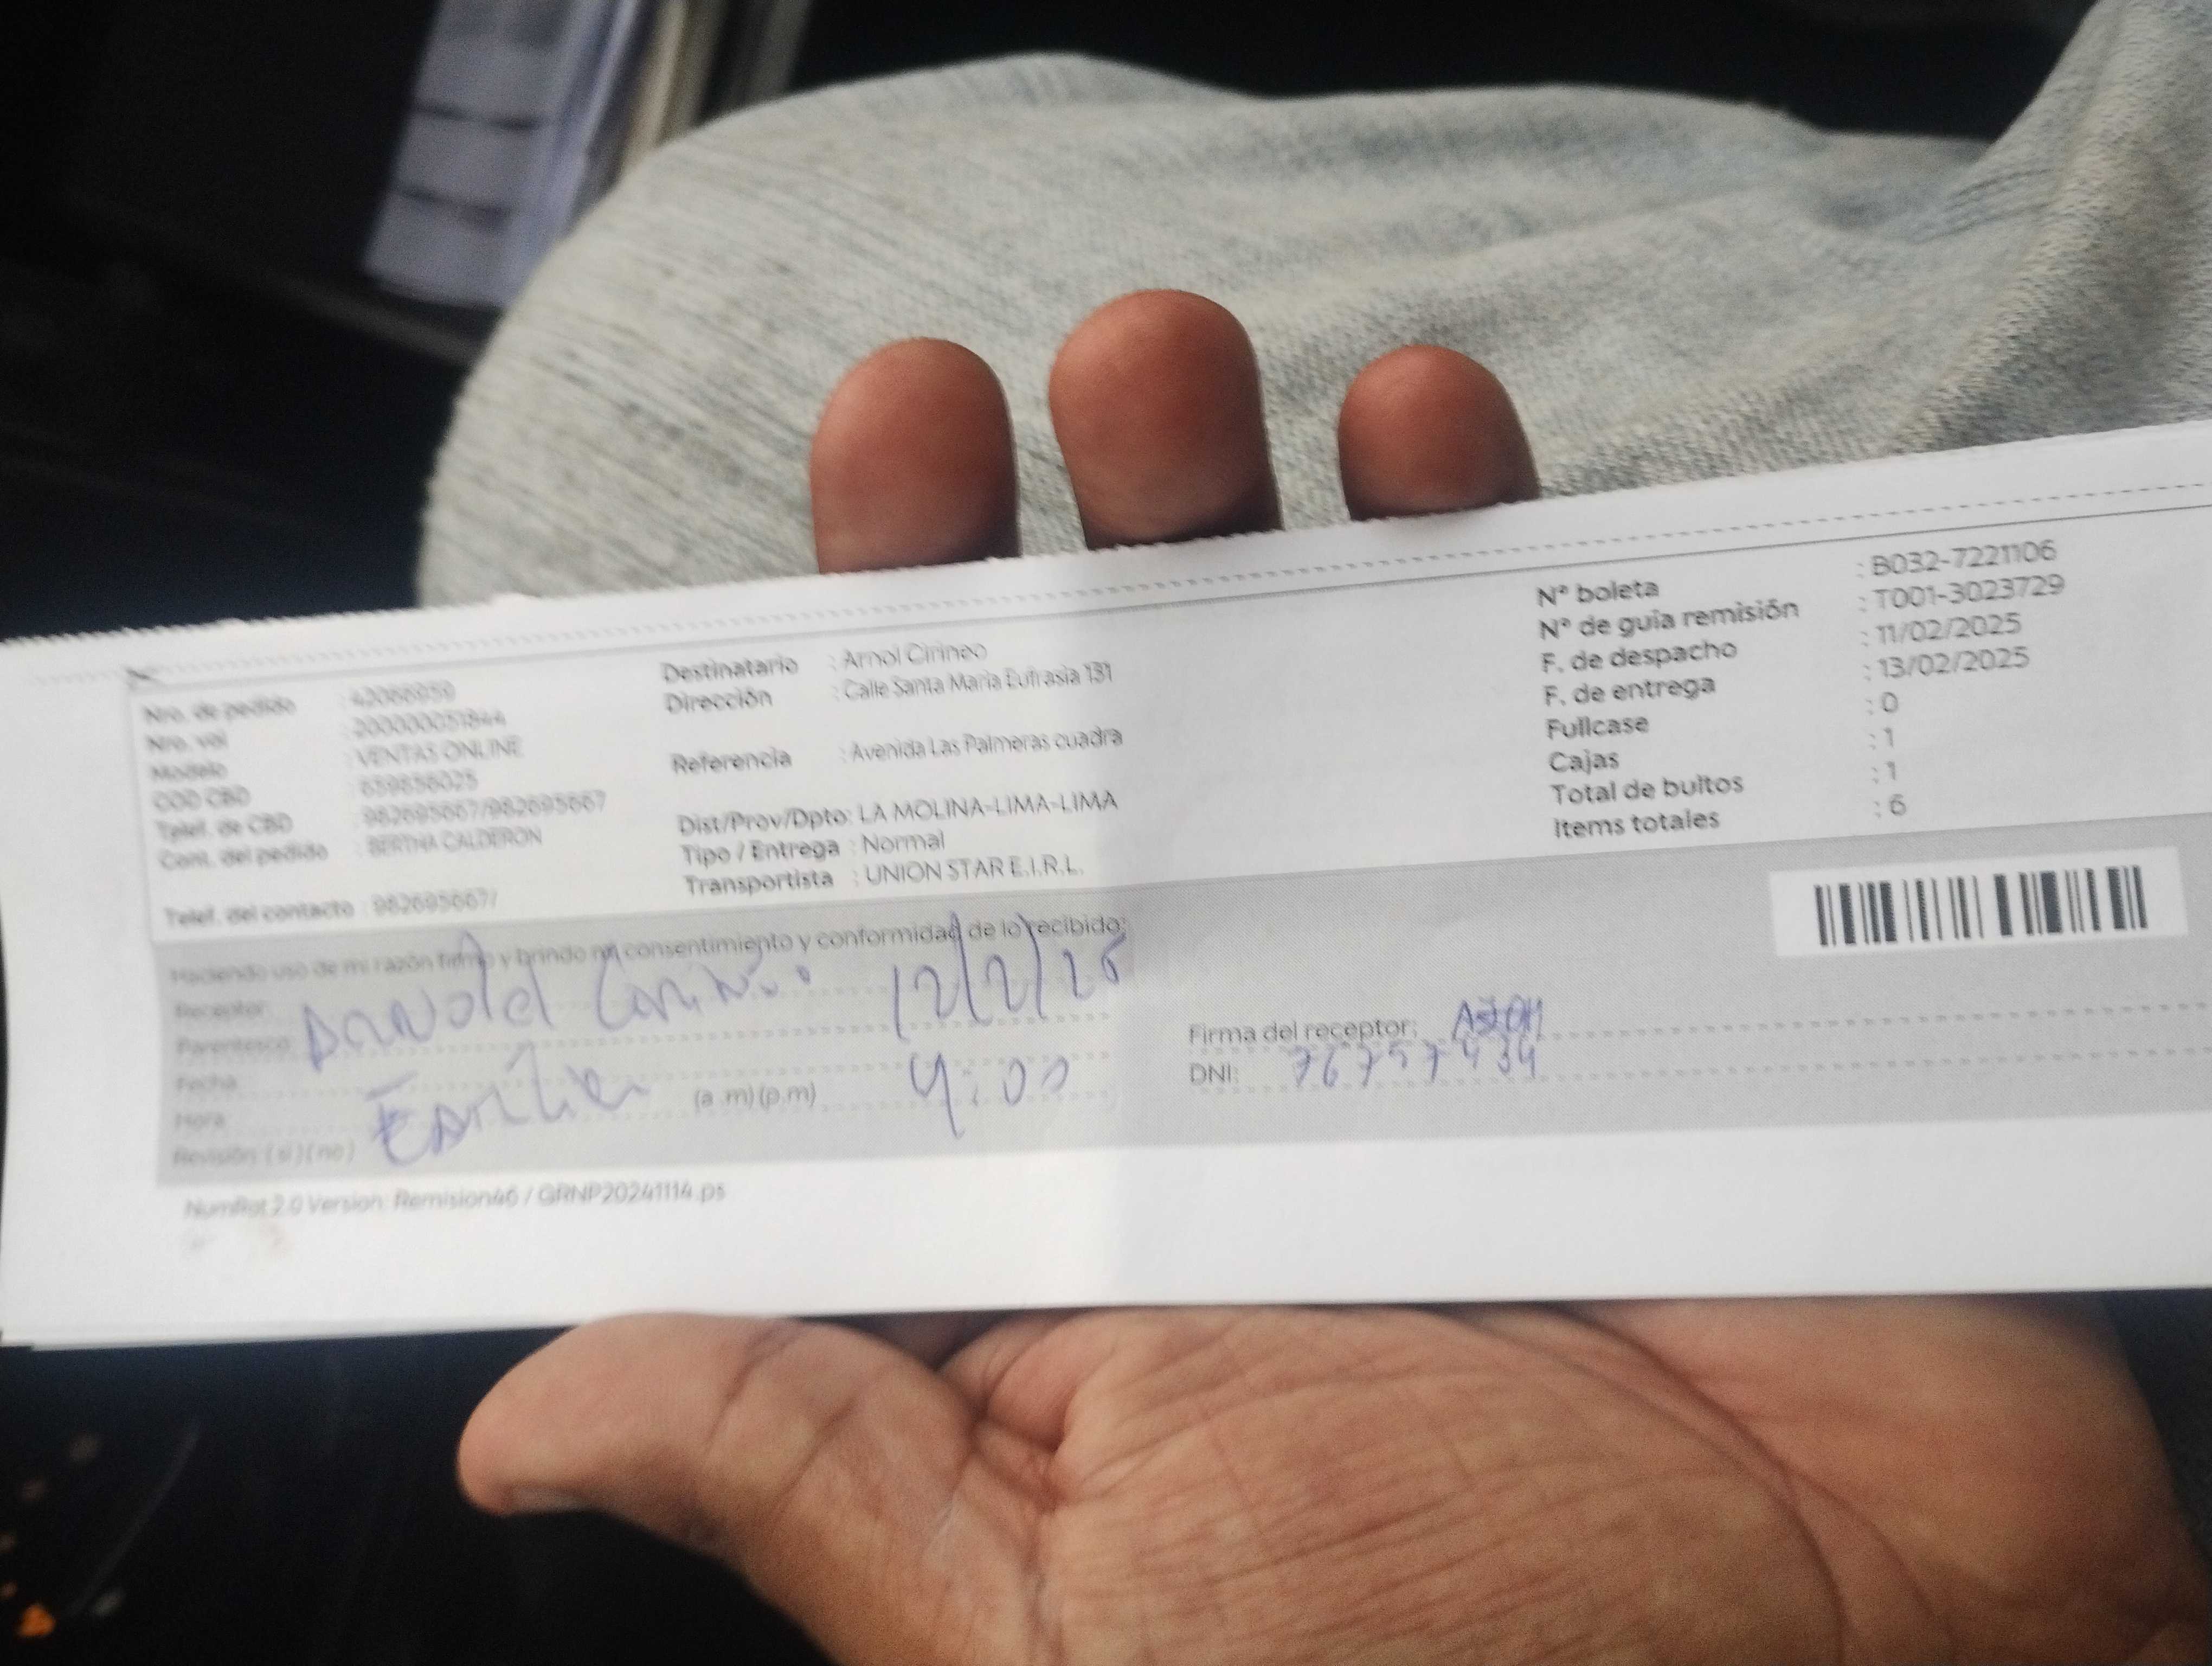 Nro. de pedido : 42066959
Nro. val : 200000051844
Modelo : VENTAS ONLINE
COD CBD : 659856025
Telef. de CBD : 982695667/982695667
Cont. del pedido : BERTHA CALDERON
Telef. del contacto : 982695667/
Destinatario : Arnol Cirineo
Dirección : Calle Santa Maria Eufrasia 131
Referencia : Avenida Las Palmeras cuadra
Dist/Prov/Dpto: LA MOLINA-LIMA-LIMA
Tipo / Entrega : Normal
Transportista : UNION STAR E.I.R.L.
N° boleta : B032-7221106
N° de guía remisión : T001-3023729
F. de despacho : 11/02/2025
F. de entrega : 13/02/2025
Fullcase : 0
Cajas : 1
Total de bultos : 1
Items totales : 6
Haciendo uso de mi razón firmo y brindo mi consentimiento y conformidad de lo recibido:
Receptor:
Parentesco:
12/2/25
Fecha:
Hora: (a.m) (p.m) 4:00
Revisión: ( si ) ( no )
Firma del receptor:
DNI: 76757434
NumRot 2.0 Version: Remision46 / GRNP20241114.ps